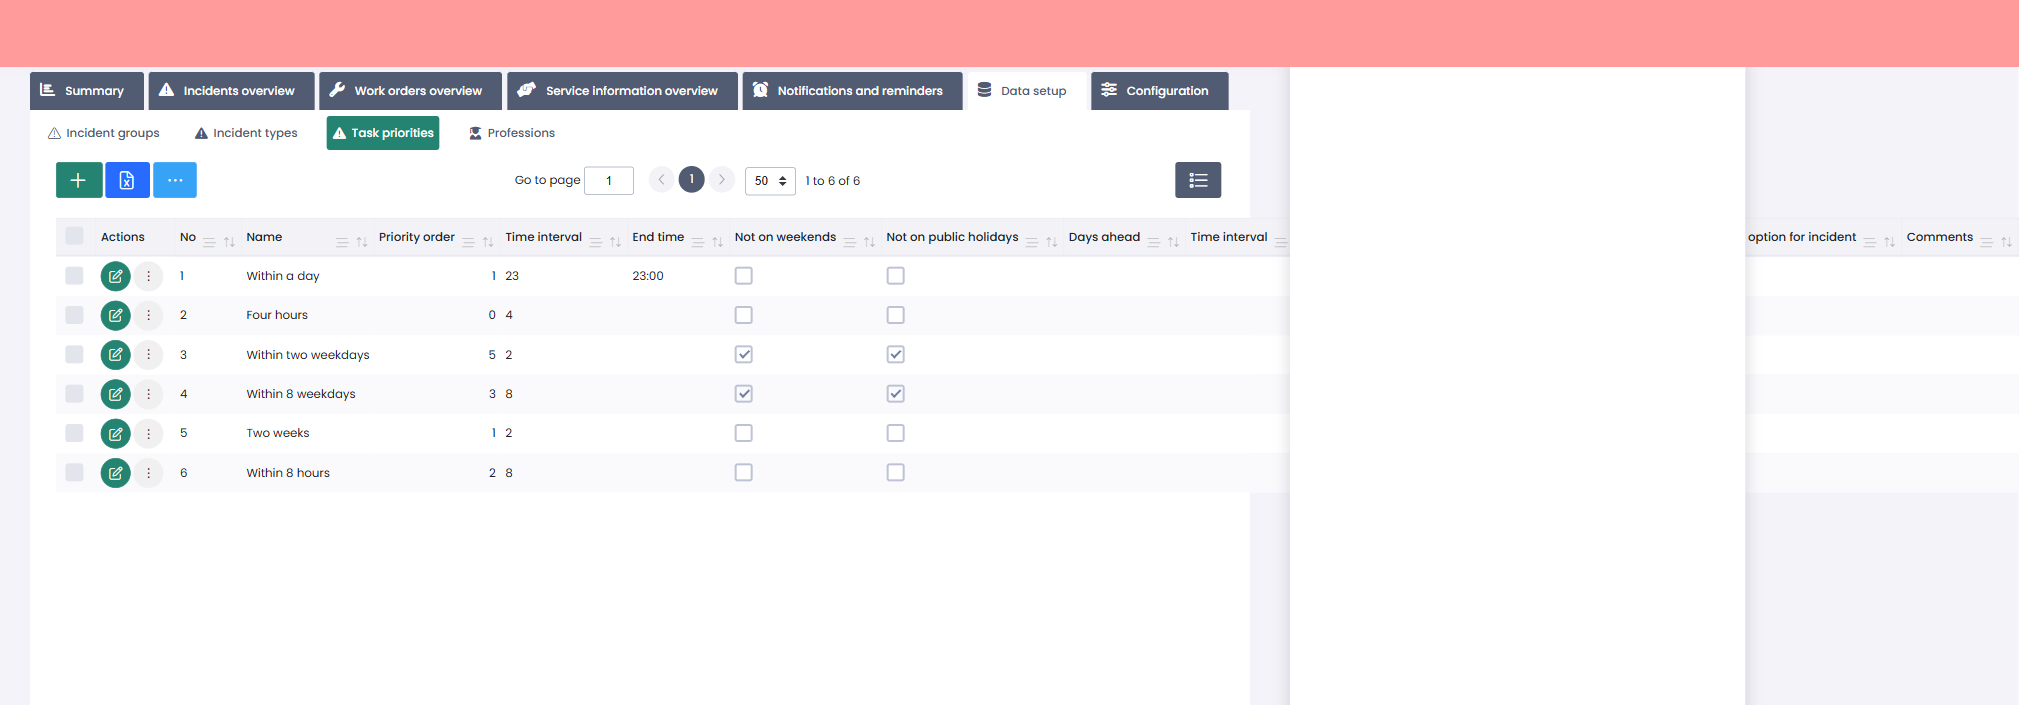 Summary Incidents overview Work orders overview Service information overview Notifications and reminders Data setup Configuration
Incident groups Incident types Task priorities Professions
Go to page 1 1 50 1 to 6 of 6
Actions No Name Priority order Time interval End time Not on weekends Not on public holidays Days ahead Time interval option for incident Comments
1 Within a day 1 23 23:00
2 Four hours 0 4
3 Within two weekdays 5 2
4 Within 8 weekdays 3 8
5 Two weeks 1 2
6 Within 8 hours 2 8